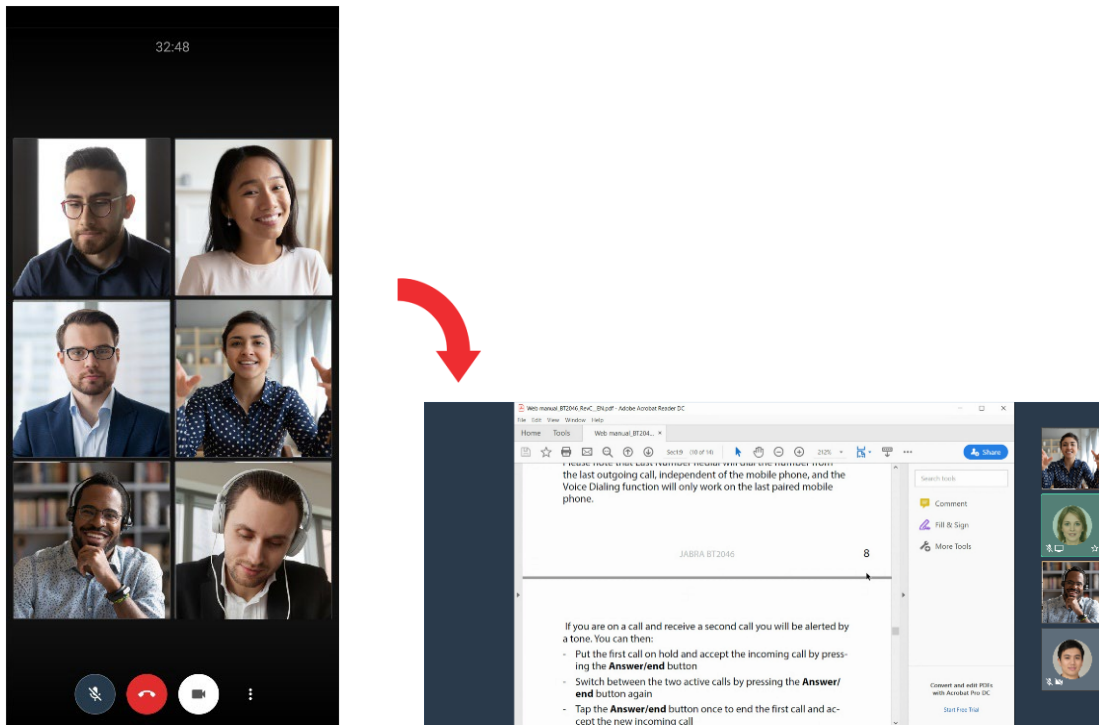 32:48
Web manual_BT2046_RevC_EN.pdf - Adobe Acrobat Reader DC
File Edit View Window Help
Home Tools Web manual_BT204... ×
Sect9 (10 of 14) 212% Share
Please note that Last Number Redial will dial the number from
the last outgoing call, independent of the mobile phone, and the
Voice Dialing function will only work on the last paired mobile
phone.
JABRA BT2046 8
If you are on a call and receive a second call you will be alerted by
a tone. You can then:
- Put the first call on hold and accept the incoming call by press-
ing the Answer/end button
- Switch between the two active calls by pressing the Answer/
end button again
- Tap the Answer/end button once to end the first call and ac-
cept the new incoming call
Search tools
Comment
Fill & Sign
More Tools
Convert and edit PDFs
with Acrobat Pro DC
Start Free Trial